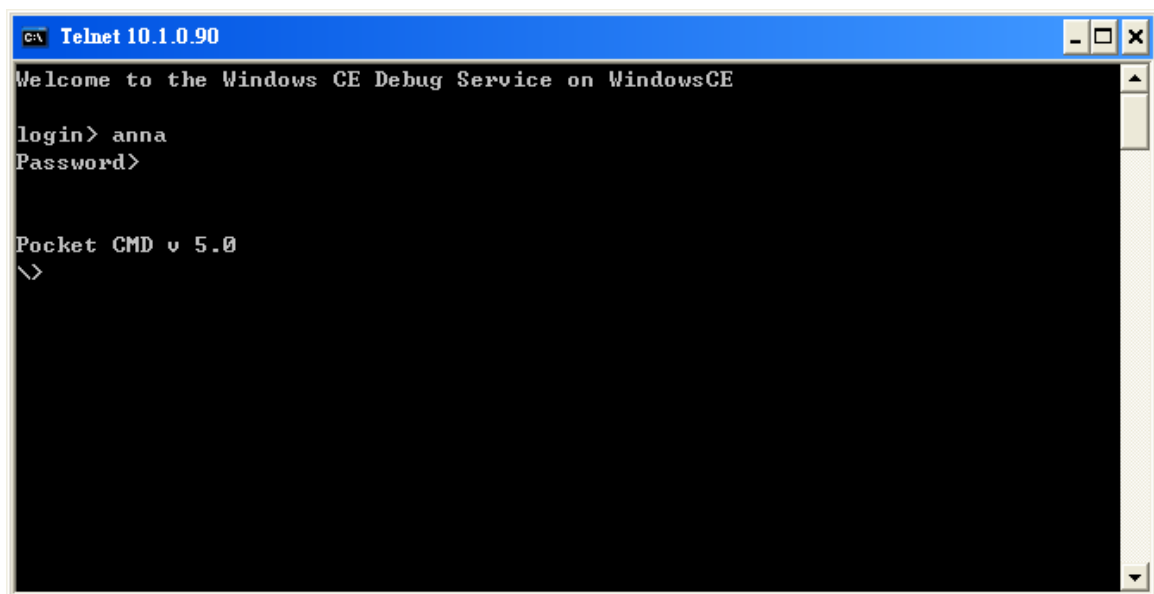 Telnet 10.1.0.90
Welcome to the Windows CE Debug Service on WindowsCE
login> anna
Password>
Pocket CMD v 5.0
\>